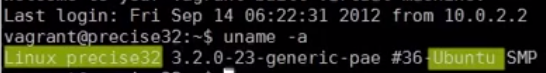 Last login: Fri Sep 14 06:22:31 2012 from 10.0.2.2
vagrant@precise32:~$ uname -a
Linux precise32 3.2.0-23-generic-pae #36-Ubuntu SMP